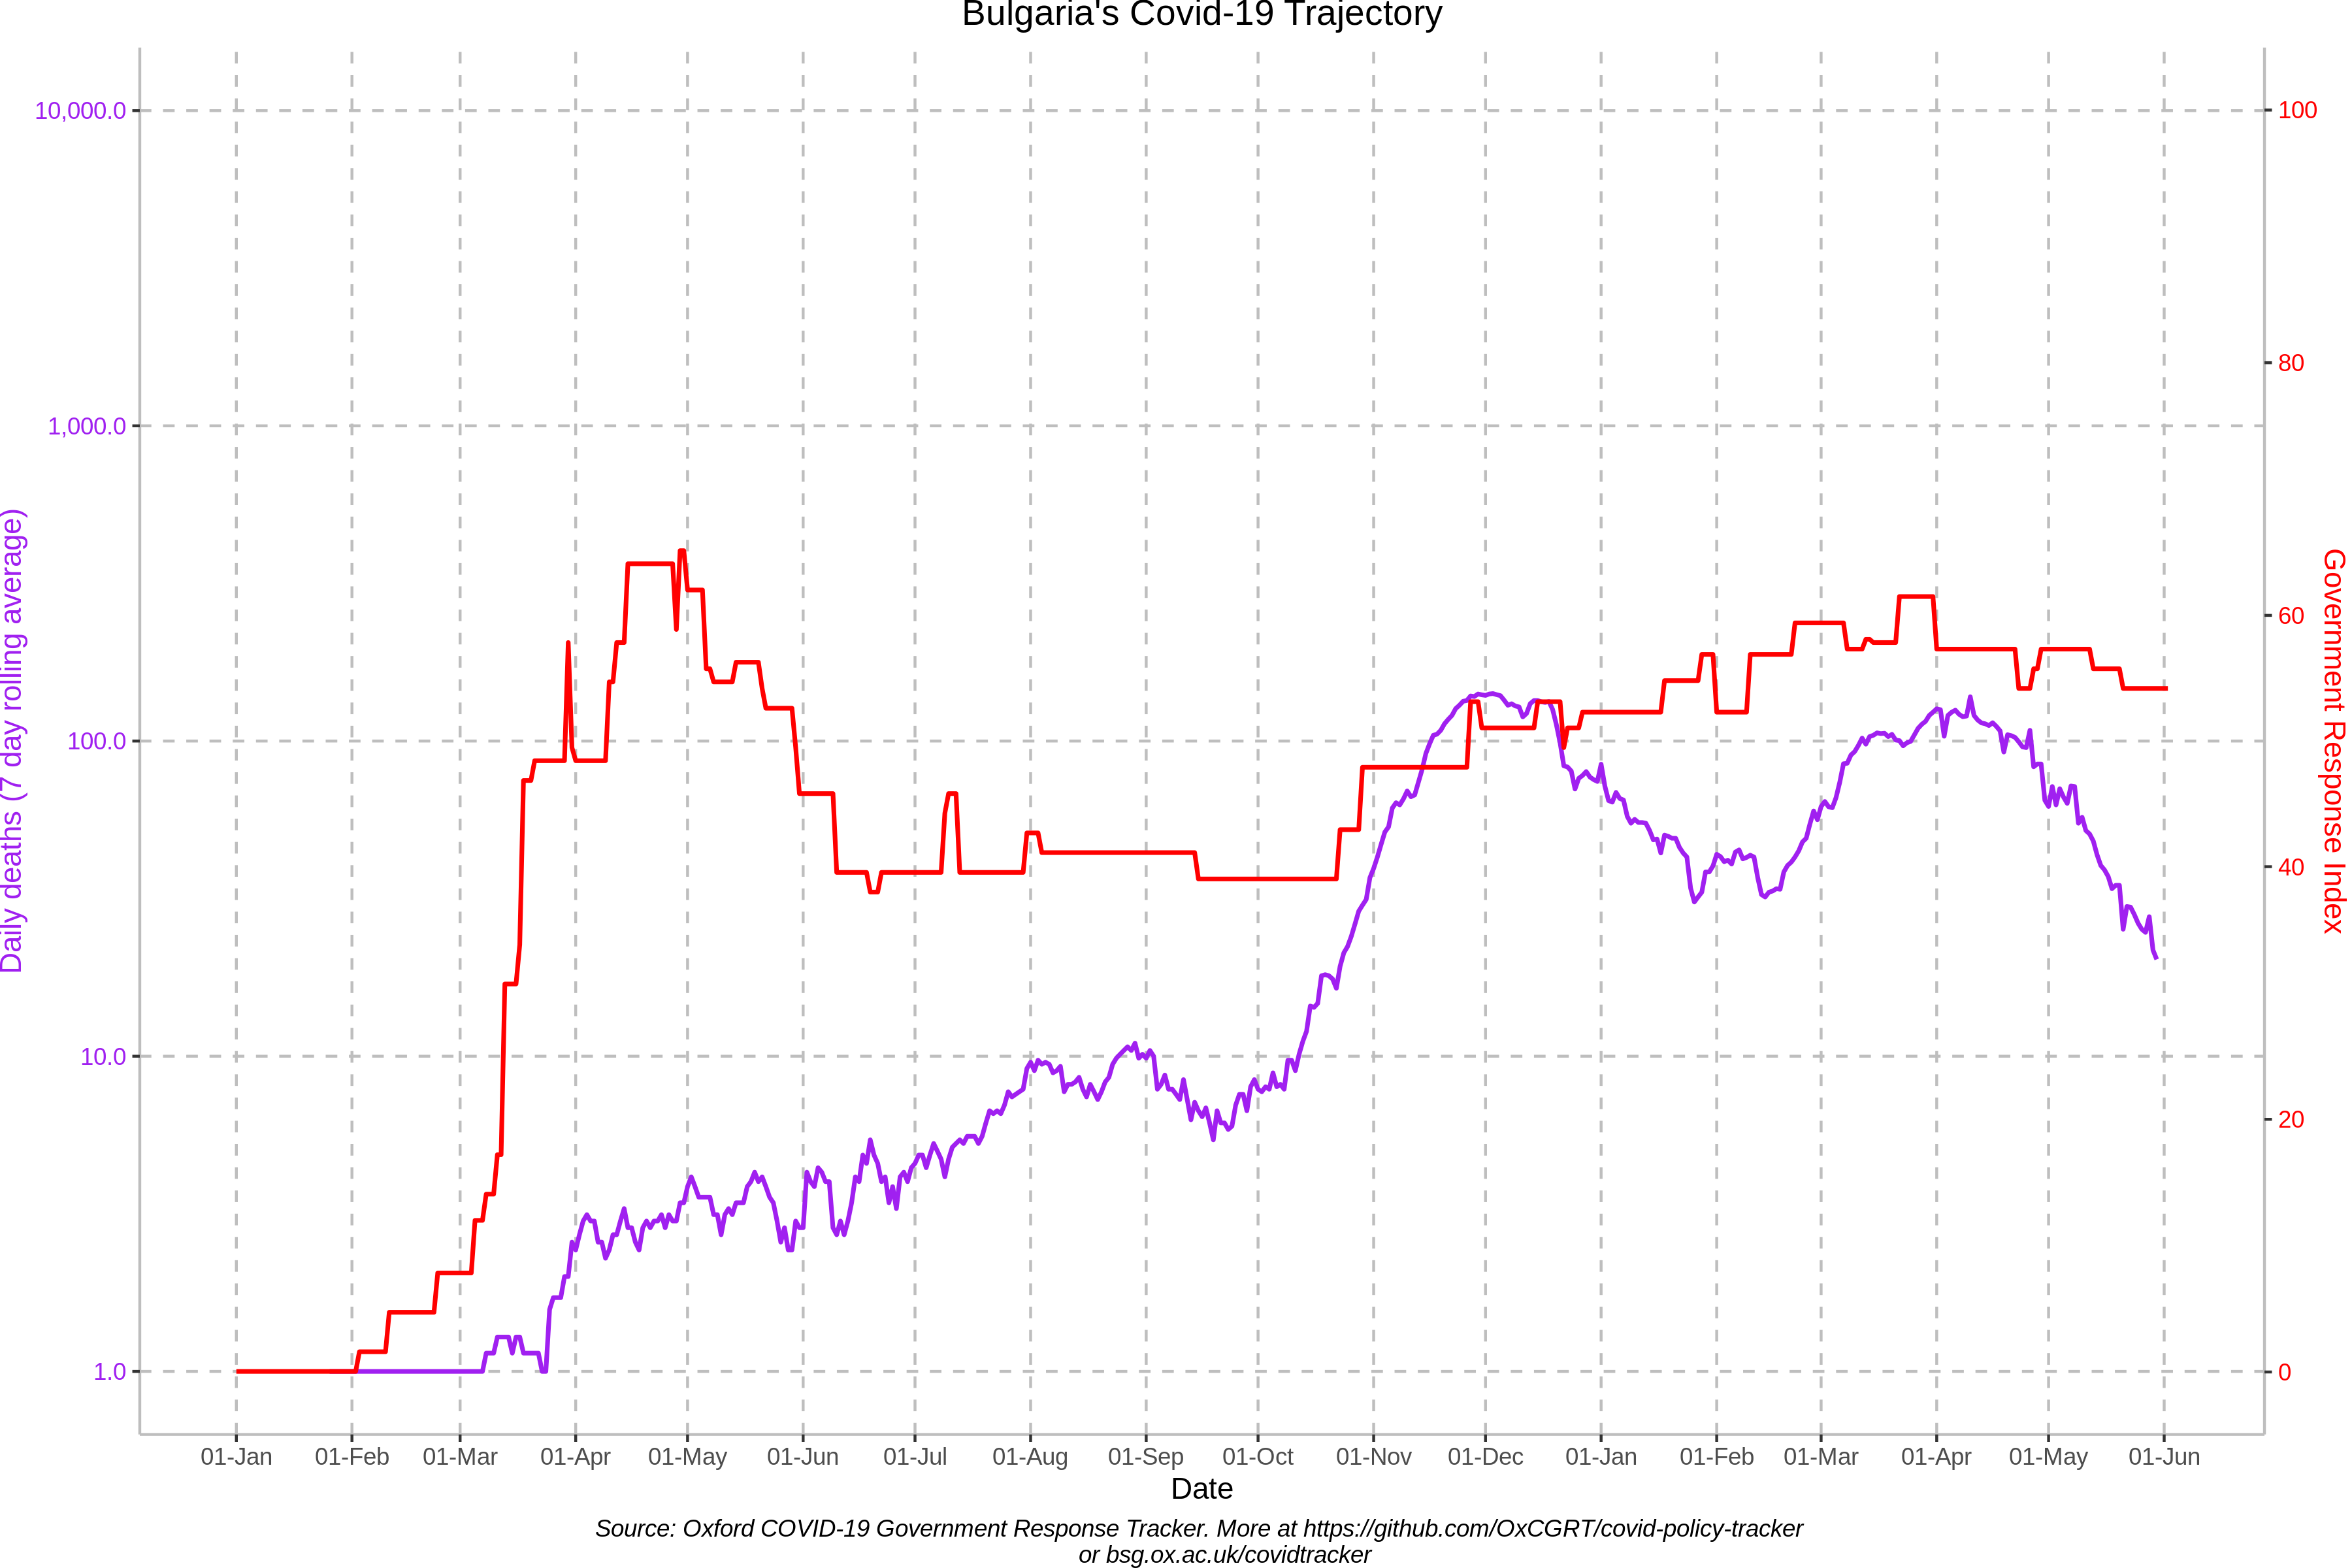 Bulgaria's Covid-19 Trajectory
10,000.0
1,000.0
100.0
10.0
1.0
Daily deaths (7 day rolling average)
100
80
60
40
20
0
Government Response Index
01-Jan 01-Feb 01-Mar 01-Apr 01-May 01-Jun 01-Jul 01-Aug 01-Sep 01-Oct 01-Nov 01-Dec 01-Jan 01-Feb 01-Mar 01-Apr 01-May 01-Jun
Date
Source: Oxford COVID-19 Government Response Tracker. More at https://github.com/OxCGRT/covid-policy-tracker
or bsg.ox.ac.uk/covidtracker